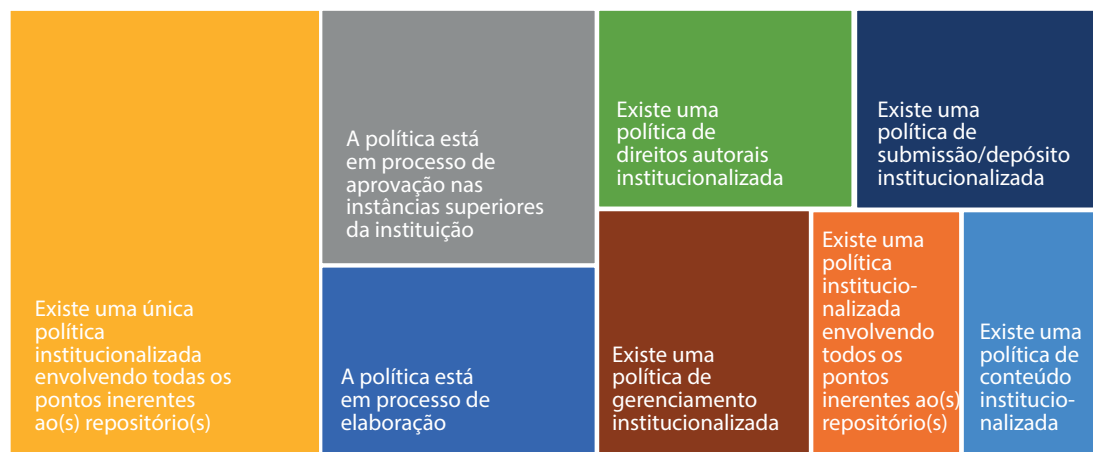 Existe uma única
política
institucionalizada
envolvendo todas os
pontos inerentes
ao(s) repositório(s)
A política está
em processo de
aprovação nas
instâncias superiores
da instituição
A política está
em processo de
elaboração
Existe uma
política de
direitos autorais
institucionalizada
Existe uma
política de
submissão/depósito
institucionalizada
Existe uma
política de
gerenciamento
institucionalizada
Existe uma
política
institucio-
nalizada
envolvendo
todos os
pontos
inerentes ao(s)
repositório(s)
Existe uma
política de
conteúdo
institucio-
nalizada